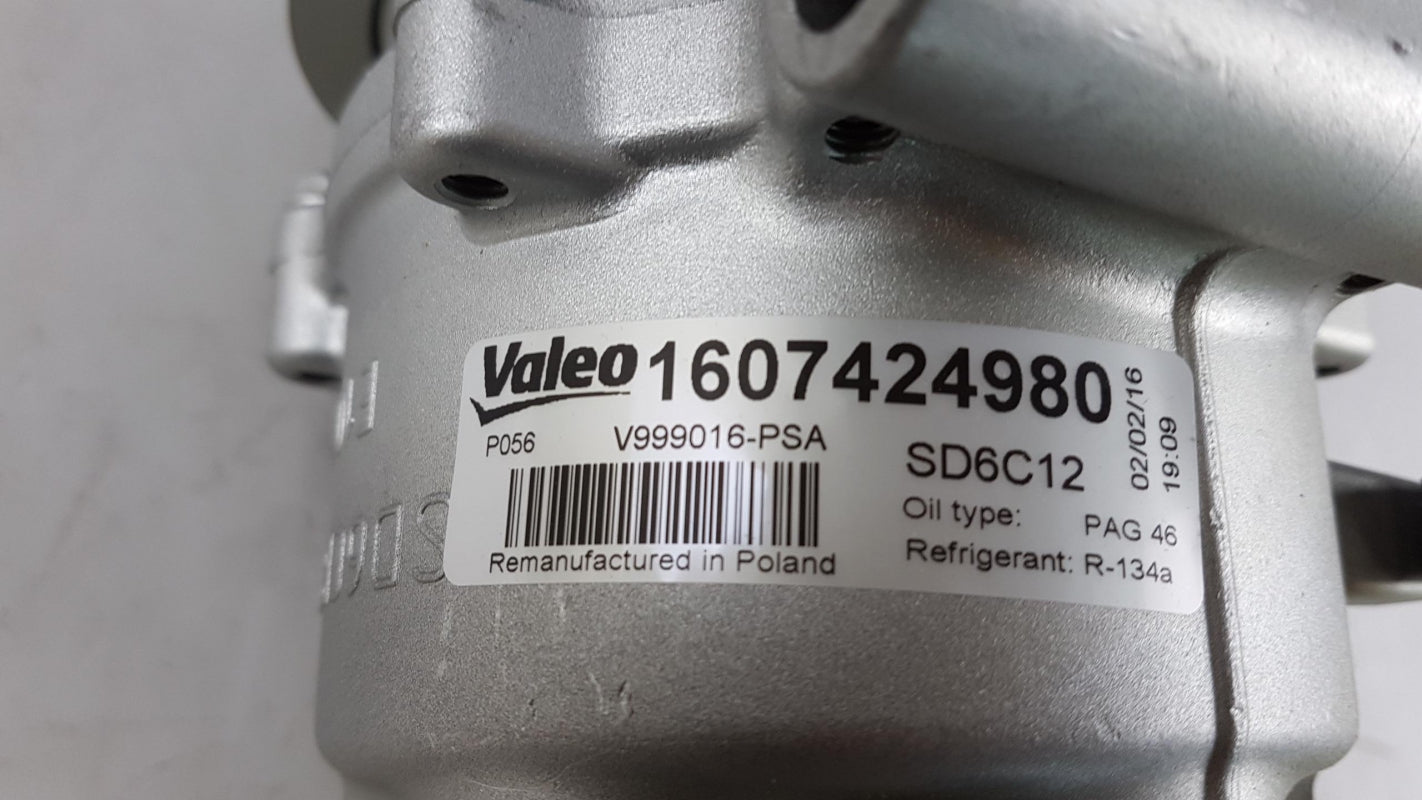 Valeo 1607424980
P056 V999016-PSA
SD6C12
Oil type: PAG 46
Refrigerant: R-134a
Remanufactured in Poland
02/02/16
19:09